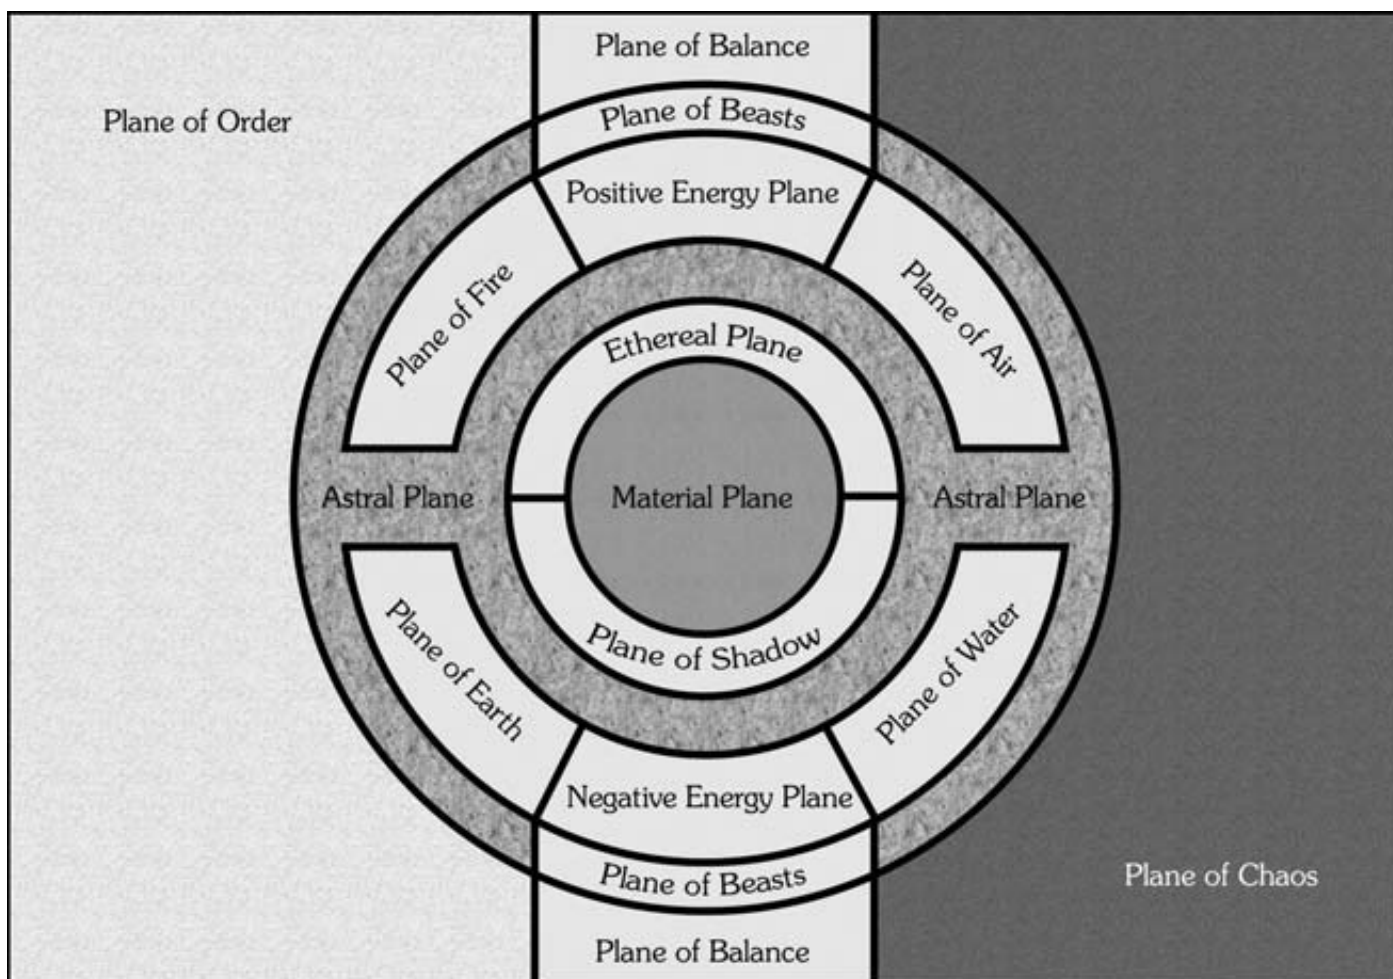 Plane of Balance
Plane of Beasts
Plane of Order
Positive Energy Plane
Plane of Fire
Plane of Air
Ethereal Plane
Astral Plane
Material Plane
Astral Plane
Plane of Shadow
Plane of Earth
Plane of Water
Negative Energy Plane
Plane of Beasts
Plane of Chaos
Plane of Balance